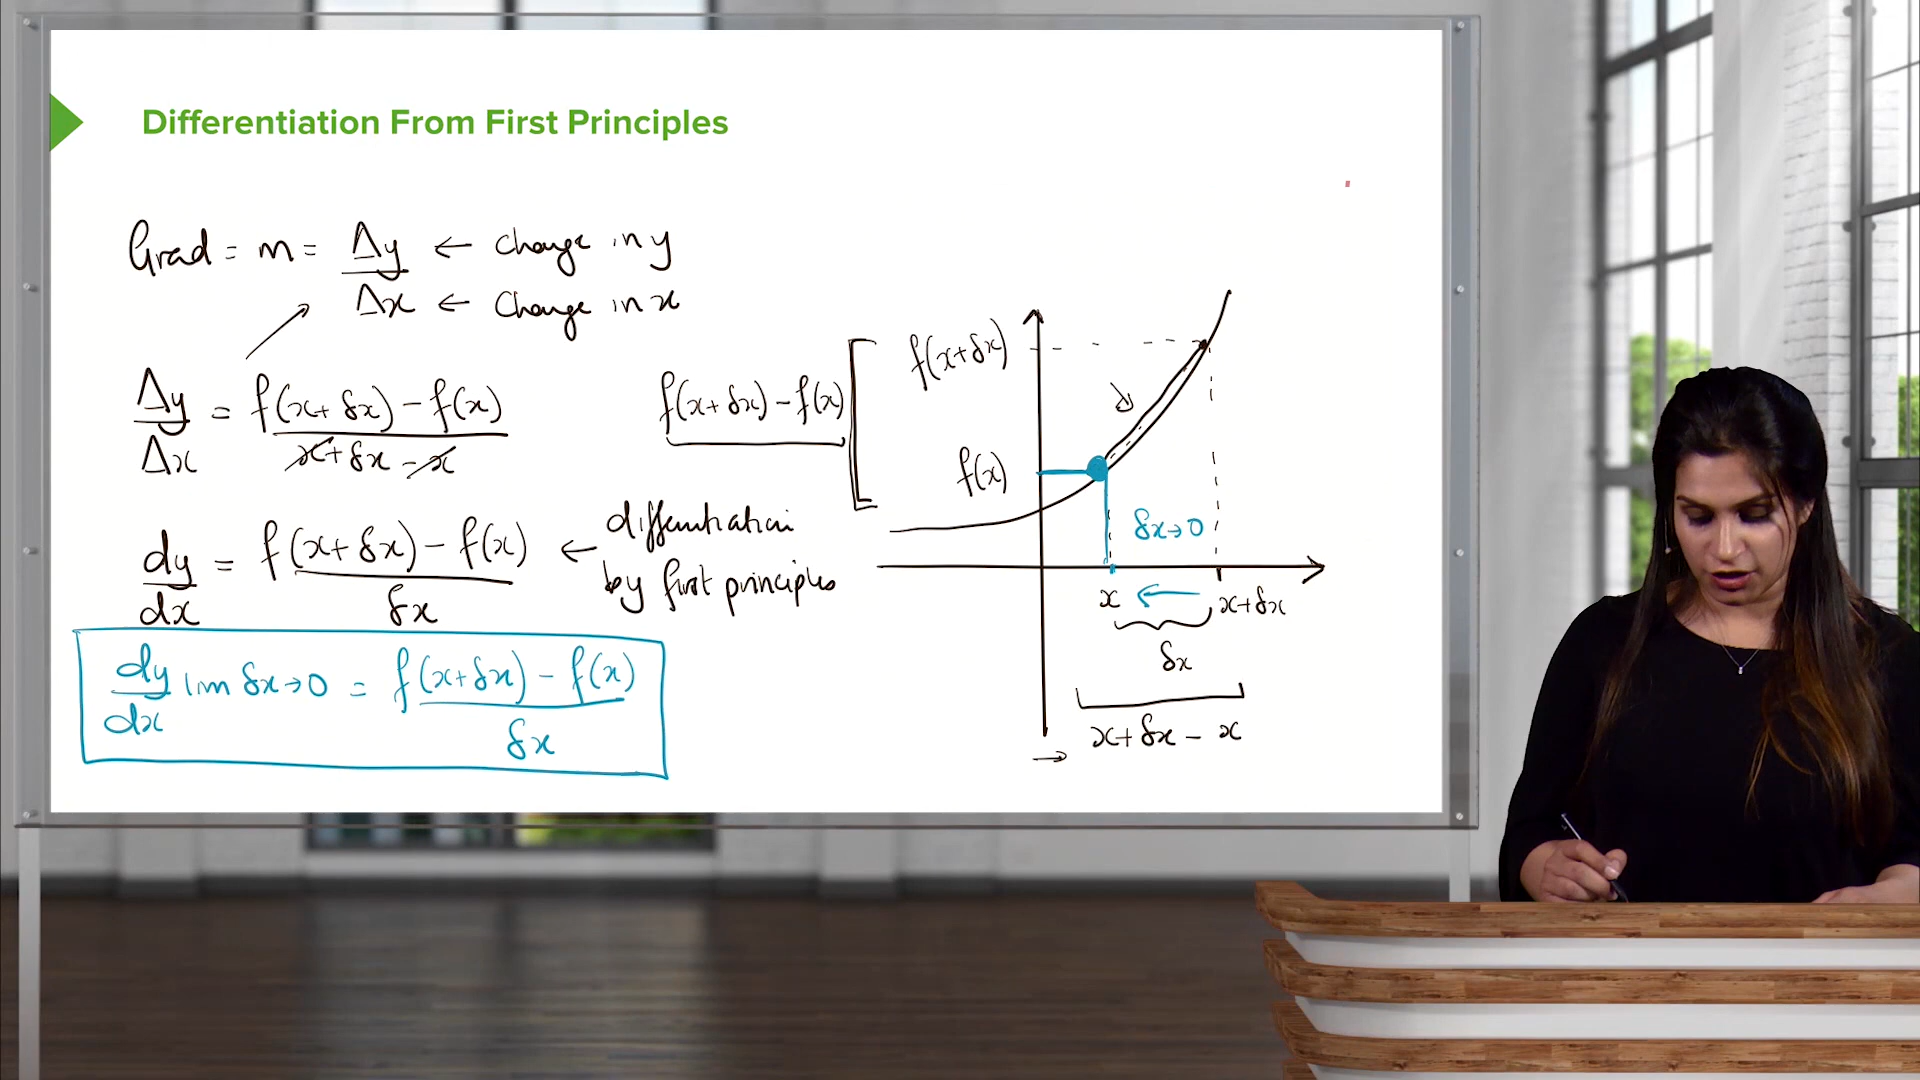 Differentiation From First Principles
Grad = m = Δy ← change in y
Δx ← change in x
Δy = f(x+δx) - f(x)
Δx x+δx - x
dy = f(x+δx) - f(x) ← differentiation
dx δx by first principles
dy lim δx→0 = f(x+δx) - f(x)
dx δx
f(x+δx) - f(x)
f(x+δx)
f(x)
δx→0
x ← x+δx
δx
x+δx - x
→